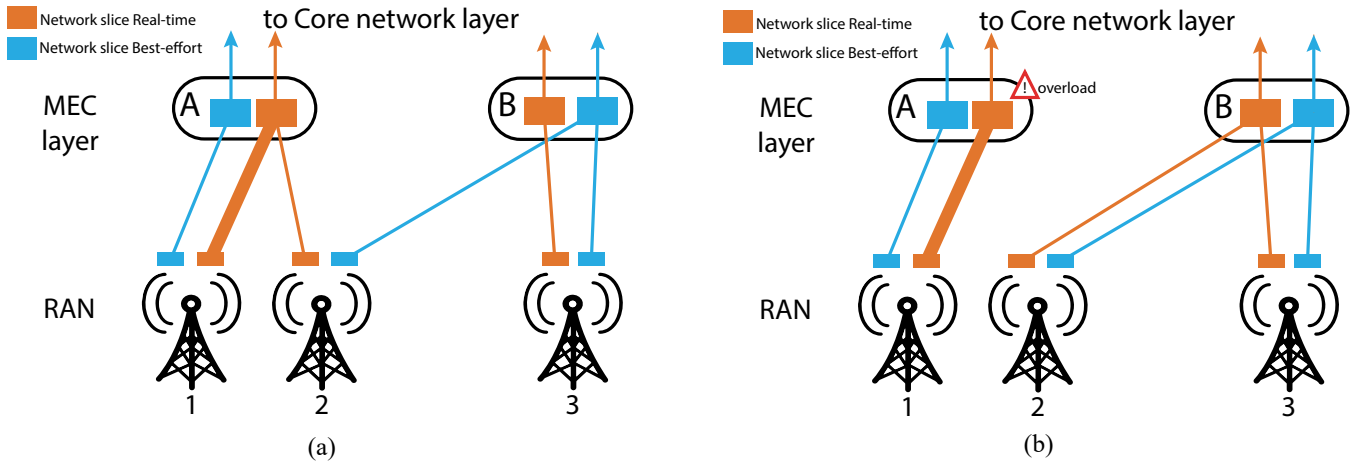 Network slice Real-time
Network slice Best-effort
to Core network layer
MEC
layer
A
B
RAN
1
2
3
(a)
Network slice Real-time
Network slice Best-effort
to Core network layer
MEC
layer
A
! overload
B
RAN
1
2
3
(b)